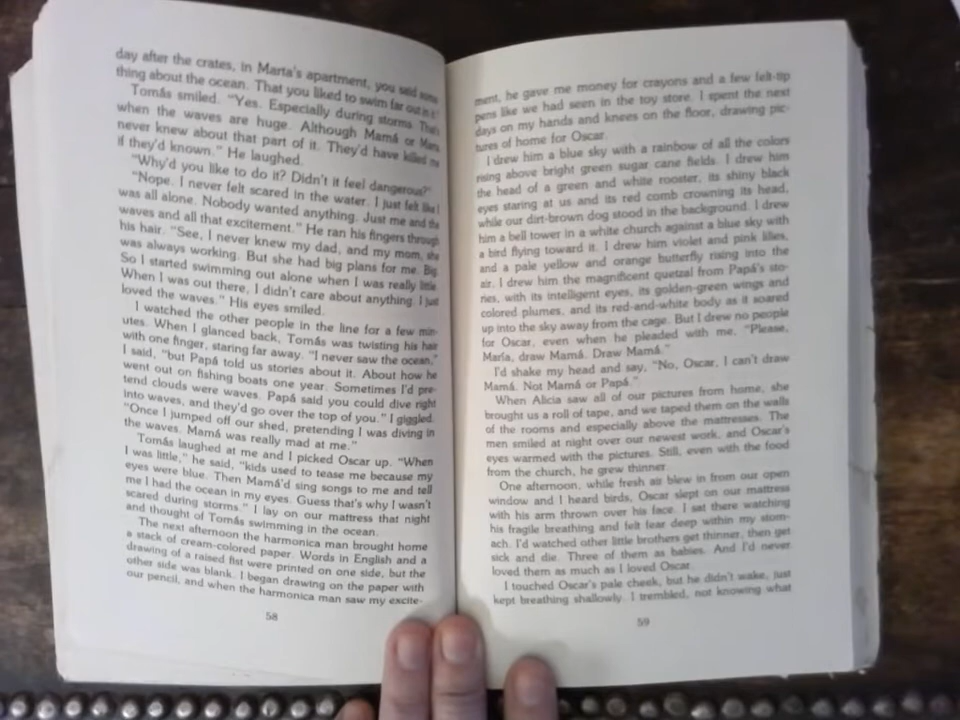 day after the crates, in Marta's apartment, you said some-
thing about the ocean. That you liked to swim far out in it."
Tomás smiled. "Yes. Especially during storms. That's
when the waves are huge. Although Mamá or Marta
never knew about that part of it. They'd have killed me
if they'd known." He laughed.
"Why'd you like to do it? Didn't it feel dangerous?"
"Nope. I never felt scared in the water. I just felt like I
was all alone. Nobody wanted anything. Just me and the
waves and all that excitement." He ran his fingers through
his hair. "See, I never knew my dad, and my mom, she
was always working. But she had big plans for me. Big.
So I started swimming out alone when I was really little.
When I was out there, I didn't care about anything. I just
loved the waves." His eyes smiled.
I watched the other people in the line for a few min-
utes. When I glanced back, Tomás was twisting his hair
with one finger, staring far away. "I never saw the ocean,"
I said, "but Papá told us stories about it. About how he
went out on fishing boats one year. Sometimes I'd pre-
tend clouds were waves. Papá said you could dive right
into waves, and they'd go over the top of you." I giggled.
"Once I jumped off our shed, pretending I was diving in
the waves. Mamá was really mad at me."
Tomás laughed at me and I picked Oscar up. "When
I was little," he said, "kids used to tease me because my
eyes were blue. Then Mamá'd sing songs to me and tell
me I had the ocean in my eyes. Guess that's why I wasn't
scared during storms." I lay on our mattress that night
and thought of Tomás swimming in the ocean.
The next afternoon the harmonica man brought home
a stack of cream-colored paper. Words in English and a
drawing of a raised fist were printed on one side, but the
other side was blank. I began drawing on the paper with
our pencil, and when the harmonica man saw my excite-
58
ment, he gave me money for crayons and a few felt-tip
pens like we had seen in the toy store. I spent the next
days on my hands and knees on the floor, drawing pic-
tures of home for Oscar.
I drew him a blue sky with a rainbow of all the colors
rising above bright green sugar cane fields. I drew him
the head of a green and white rooster, its shiny black
eyes staring at us and its red comb crowning its head,
while our dirt-brown dog stood in the background. I drew
him a bell tower in a white church against a blue sky with
a bird flying toward it. I drew him violet and pink lilies,
and a pale yellow and orange butterfly rising into the
air. I drew him the magnificent quetzal from Papá's sto-
ries, with its intelligent eyes, its golden-green wings and
colored plumes, and its red-and-white body as it soared
up into the sky away from the cage. But I drew no people
for Oscar, even when he pleaded with me, "Please,
María, draw Mamá. Draw Mamá."
I'd shake my head and say, "No, Oscar, I can't draw
Mamá. Not Mamá or Papá."
When Alicia saw all of our pictures from home, she
brought us a roll of tape, and we taped them on the walls
of the rooms and especially above the mattresses. The
men smiled at night over our newest work, and Oscar's
eyes warmed with the pictures. Still, even with the food
from the church, he grew thinner.
One afternoon, while fresh air blew in from our open
window and I heard birds, Oscar slept on our mattress
with his arm thrown over his face. I sat there watching
his fragile breathing and felt fear deep within my stom-
ach. I'd watched other little brothers get thinner, then get
sick and die. Three of them as babies. And I'd never
loved them as much as I loved Oscar.
I touched Oscar's pale cheek, but he didn't wake, just
kept breathing shallowly. I trembled, not knowing what
59